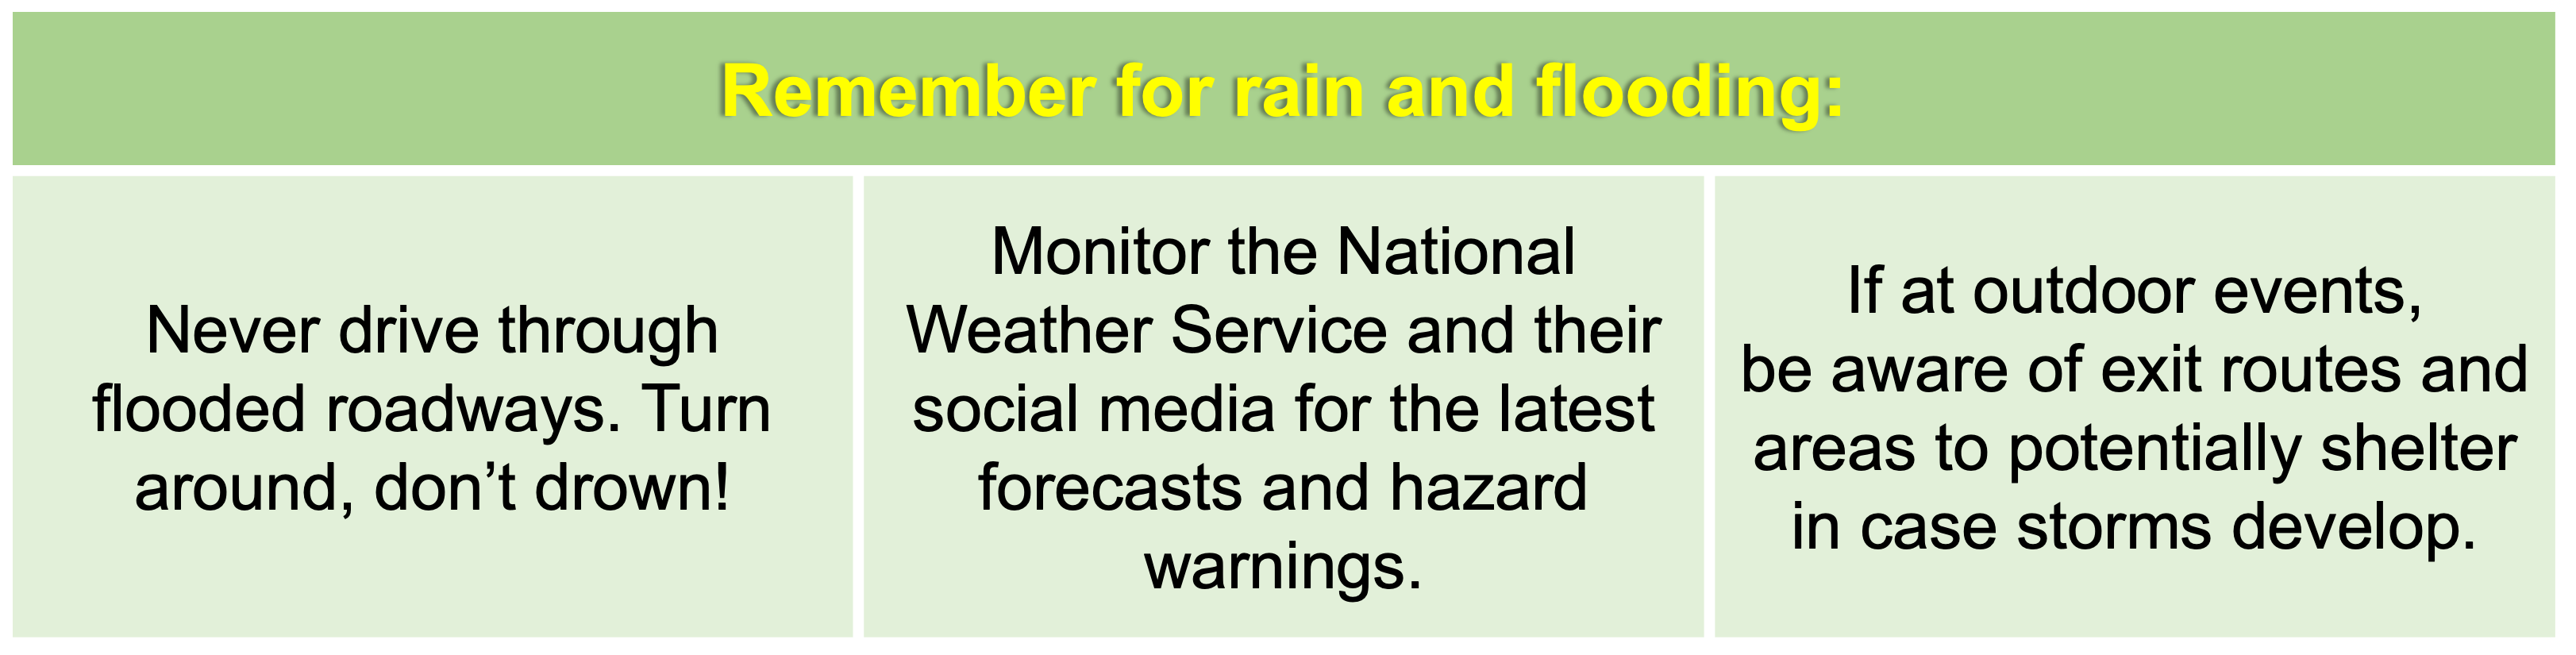 Remember for rain and flooding:
Never drive through
flooded roadways. Turn
around, don’t drown!
Monitor the National
Weather Service and their
social media for the latest
forecasts and hazard
warnings.
If at outdoor events,
be aware of exit routes and
areas to potentially shelter
in case storms develop.